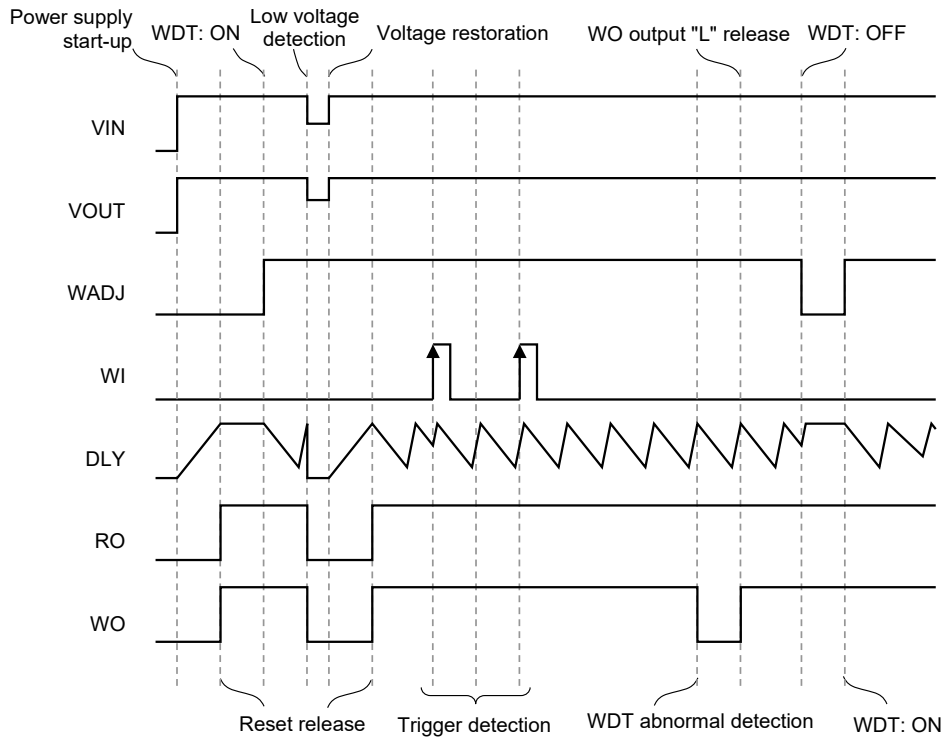 Power supply
start-up
WDT: ON
Low voltage
detection
Voltage restoration
WO output "L" release
WDT: OFF
VIN
VOUT
WADJ
WI
DLY
RO
WO
Reset release
Trigger detection
WDT abnormal detection
WDT: ON